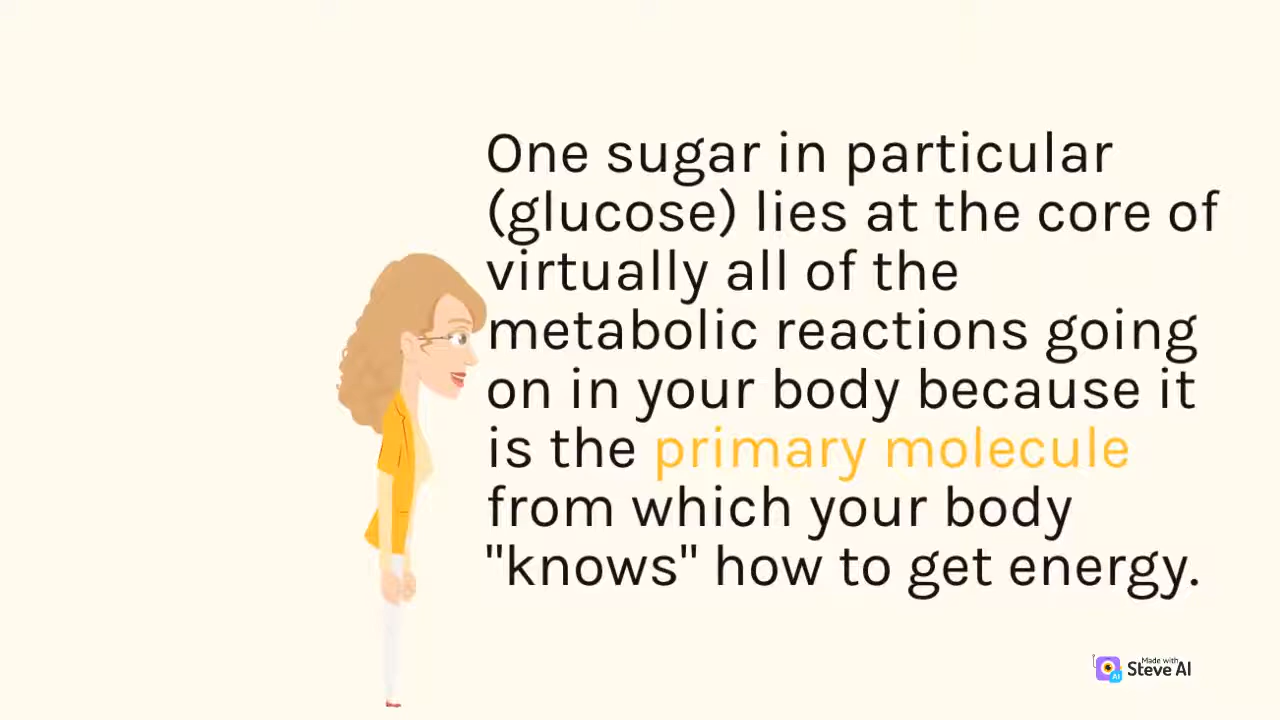 One sugar in particular
(glucose) lies at the core of
virtually all of the
metabolic reactions going
on in your body because it
is the primary molecule
from which your body
"knows" how to get energy.
Made with
AI Steve AI